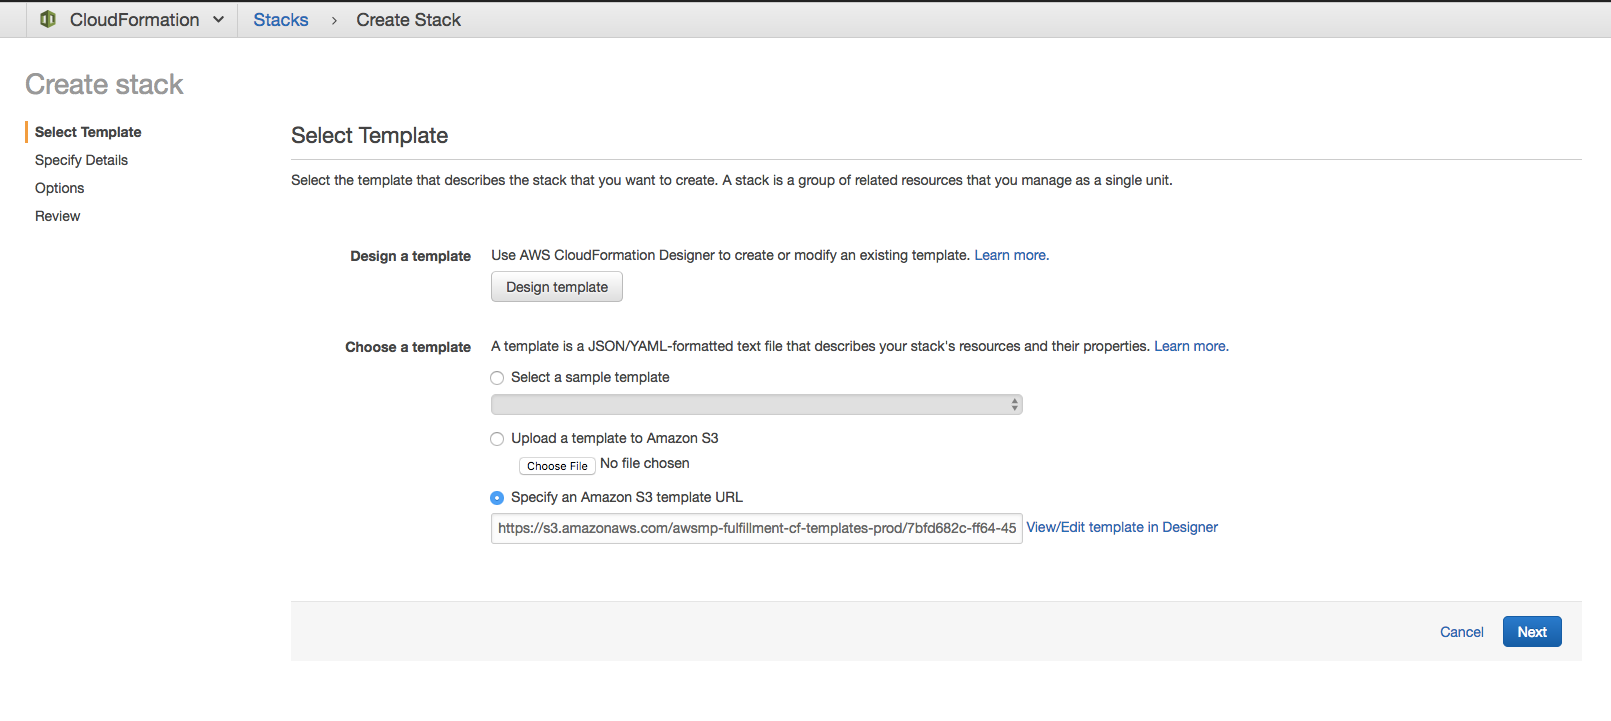 CloudFormation Stacks › Create Stack
Create stack
Select Template
Specify Details
Options
Review
Select Template
Select the template that describes the stack that you want to create. A stack is a group of related resources that you manage as a single unit.
Design a template Use AWS CloudFormation Designer to create or modify an existing template. Learn more.
Design template
Choose a template A template is a JSON/YAML-formatted text file that describes your stack's resources and their properties. Learn more.
Select a sample template
Upload a template to Amazon S3
Choose File No file chosen
Specify an Amazon S3 template URL
https://s3.amazonaws.com/awsmp-fulfillment-cf-templates-prod/7bfd682c-ff64-45 View/Edit template in Designer
Cancel Next